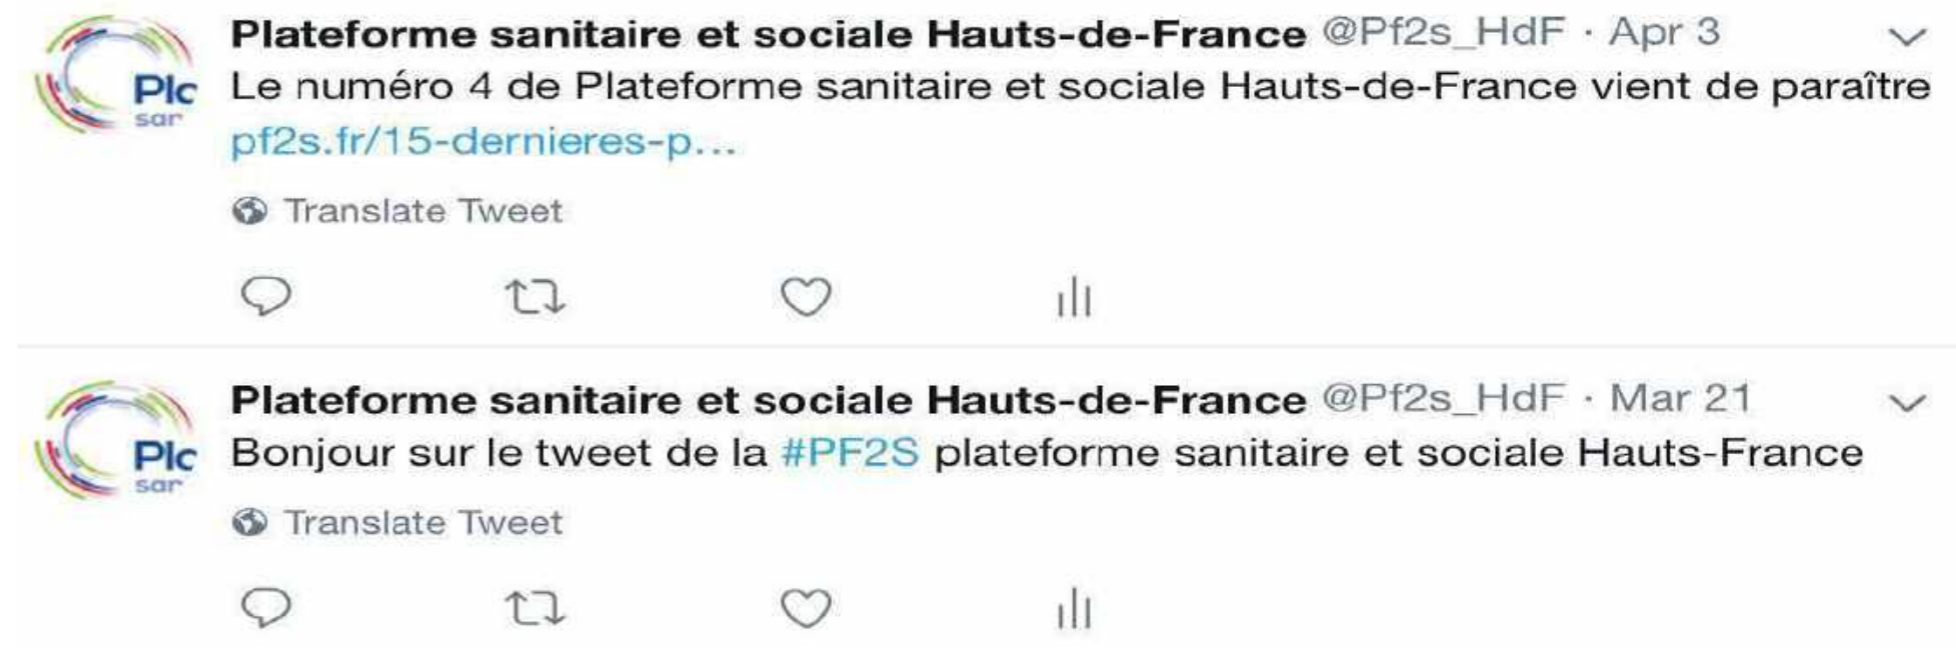 Plateforme sanitaire et sociale Hauts-de-France @Pf2s_HdF · Apr 3
Plc
sar
Le numéro 4 de Plateforme sanitaire et sociale Hauts-de-France vient de paraître
pf2s.fr/15-dernieres-p...
Translate Tweet
Plateforme sanitaire et sociale Hauts-de-France @Pf2s_HdF · Mar 21
Plc
sar
Bonjour sur le tweet de la #PF2S plateforme sanitaire et sociale Hauts-France
Translate Tweet